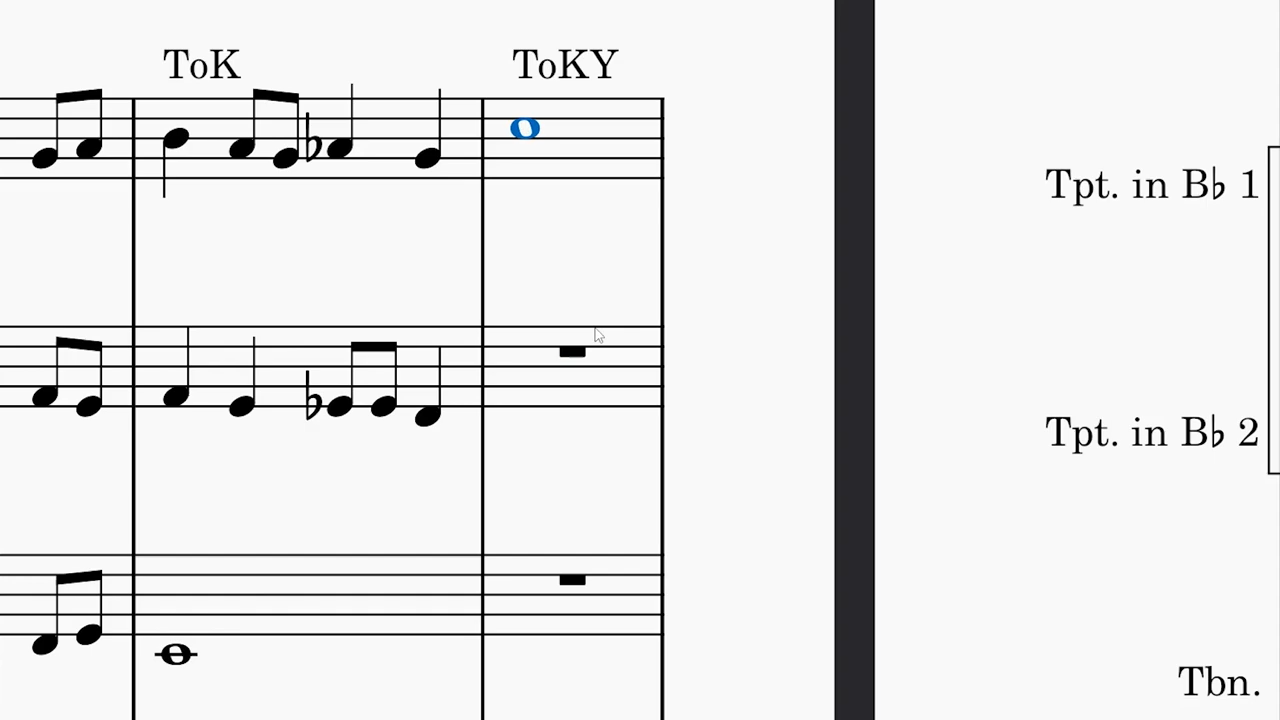 ToK
ToKY
Tpt. in B♭ 1
Tpt. in B♭ 2
Tbn.